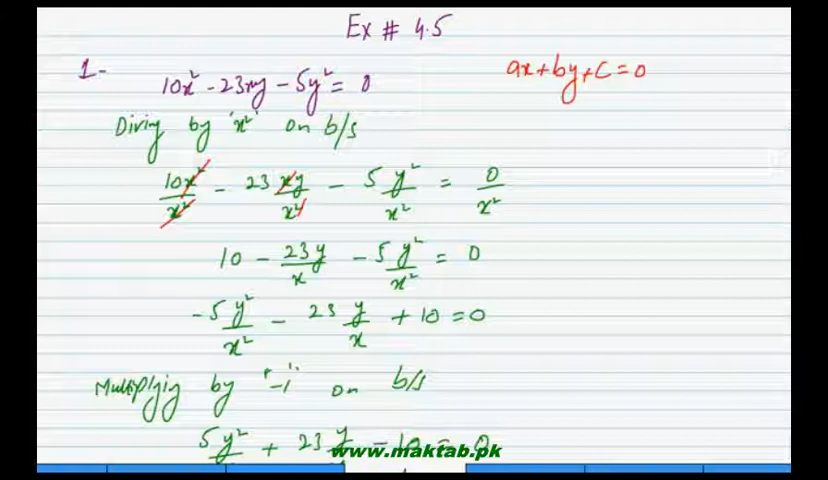 Ex # 4.5
1- 10x² - 23xy - 5y² = 0
ax+by+c=0
Diving by 'x²' on b/s
10x²/x² - 23 xy/x² - 5 y²/x² = 0/x²
10 - 23y/x - 5 y²/x² = 0
-5 y²/x² - 23 y/x + 10 = 0
Multiplying by "-1" on b/s
5y² + 23 y - 10 = 0
www.maktab.pk